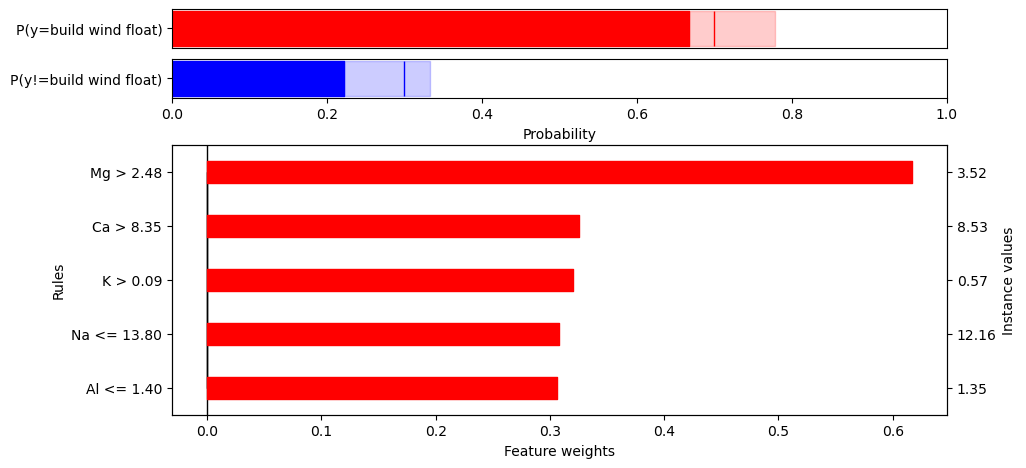 P(y=build wind float)
P(y!=build wind float)
0.0 0.2 0.4 0.6 0.8 1.0
Probability
Mg > 2.48 3.52
Ca > 8.35 8.53
K > 0.09 0.57
Na <= 13.80 12.16
Al <= 1.40 1.35
Rules
Instance values
0.0 0.1 0.2 0.3 0.4 0.5 0.6
Feature weights